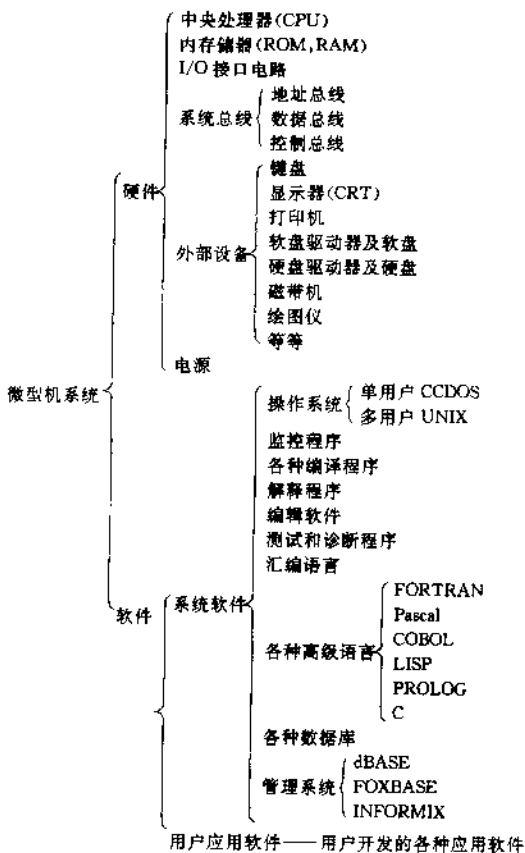 中央处理器(CPU)
内存储器(ROM,RAM)
I/O 接口电路
地址总线
系统总线
数据总线
控制总线
键盘
硬件
显示器(CRT)
打印机
软盘驱动器及软盘
外部设备
硬盘驱动器及硬盘
磁带机
绘图仪
等等
电源
微型机系统
操作系统
单用户 CCDOS
多用户 UNIX
监控程序
各种编译程序
解释程序
编辑软件
测试和诊断程序
汇编语言
软件
系统软件
FORTRAN
Pascal
各种高级语言
COBOL
LISP
PROLOG
C
各种数据库
管理系统
dBASE
FOXBASE
INFORMIX
用户应用软件——用户开发的各种应用软件